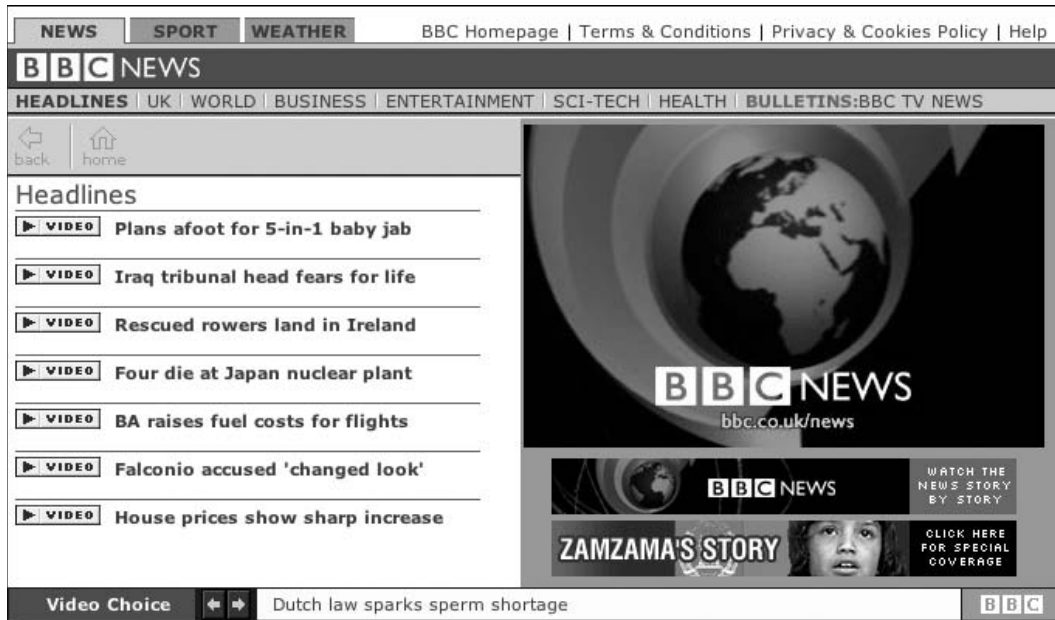 NEWS SPORT WEATHER BBC Homepage | Terms & Conditions | Privacy & Cookies Policy | Help
BBC NEWS
HEADLINES | UK | WORLD | BUSINESS | ENTERTAINMENT | SCI-TECH | HEALTH | BULLETINS:BBC TV NEWS
back home
Headlines
VIDEO Plans afoot for 5-in-1 baby jab
VIDEO Iraq tribunal head fears for life
VIDEO Rescued rowers land in Ireland
VIDEO Four die at Japan nuclear plant
VIDEO BA raises fuel costs for flights
VIDEO Falconio accused 'changed look'
VIDEO House prices show sharp increase
BBC NEWS
bbc.co.uk/news
BBC NEWS
WATCH THE
NEWS STORY
BY STORY
ZAMZAMA'S STORY
CLICK HERE
FOR SPECIAL
COVERAGE
Video Choice Dutch law sparks sperm shortage BBC